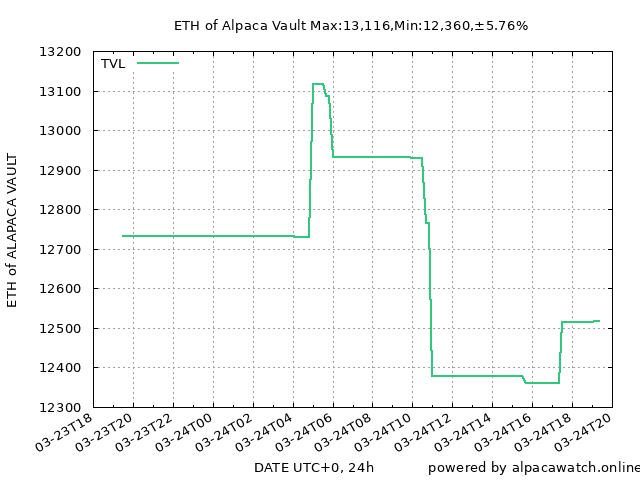 ETH of Alpaca Vault Max:13,116,Min:12,360,±5.76%
TVL
13200
13100
13000
12900
12800
12700
12600
12500
12400
12300
ETH of ALAPACA VAULT
03-23T18
03-23T20
03-23T22
03-24T00
03-24T02
03-24T04
03-24T06
03-24T08
03-24T10
03-24T12
03-24T14
03-24T16
03-24T18
03-24T20
DATE UTC+0, 24h
powered by alpacawatch.online